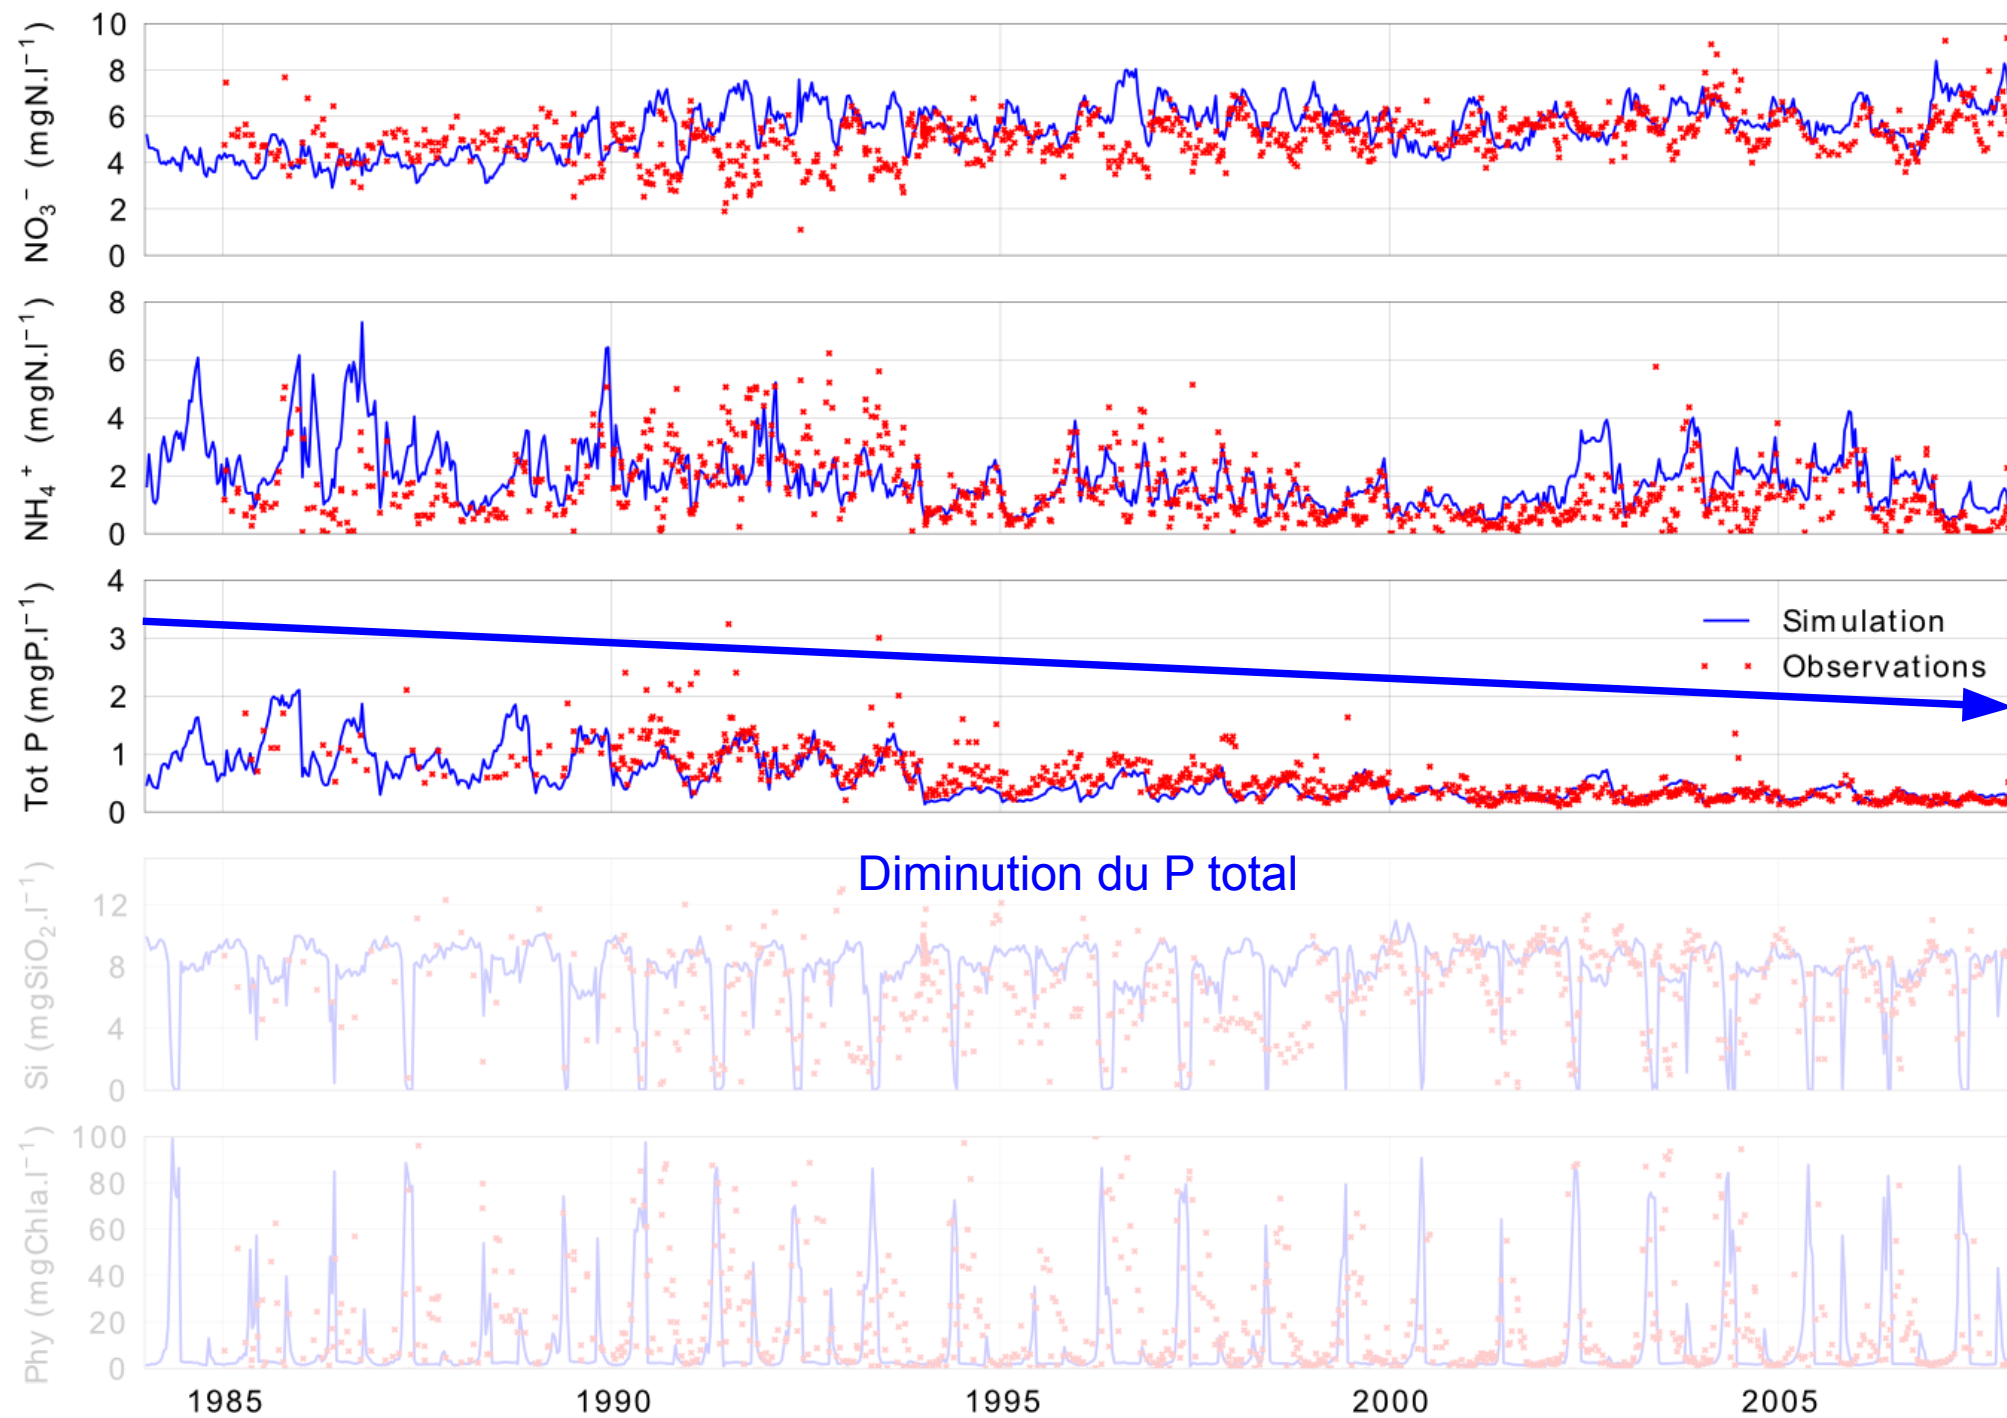 10
8
6
4
2
0
NO₃⁻ (mgN.l⁻¹)
8
6
4
2
0
NH₄⁺ (mgN.l⁻¹)
4
3
2
1
0
Tot P (mgP.l⁻¹)
Simulation
Observations
Diminution du P total
12
8
4
0
Si (mgSiO₂.l⁻¹)
100
80
60
40
20
0
Phy (mgChla.l⁻¹)
1985 1990 1995 2000 2005